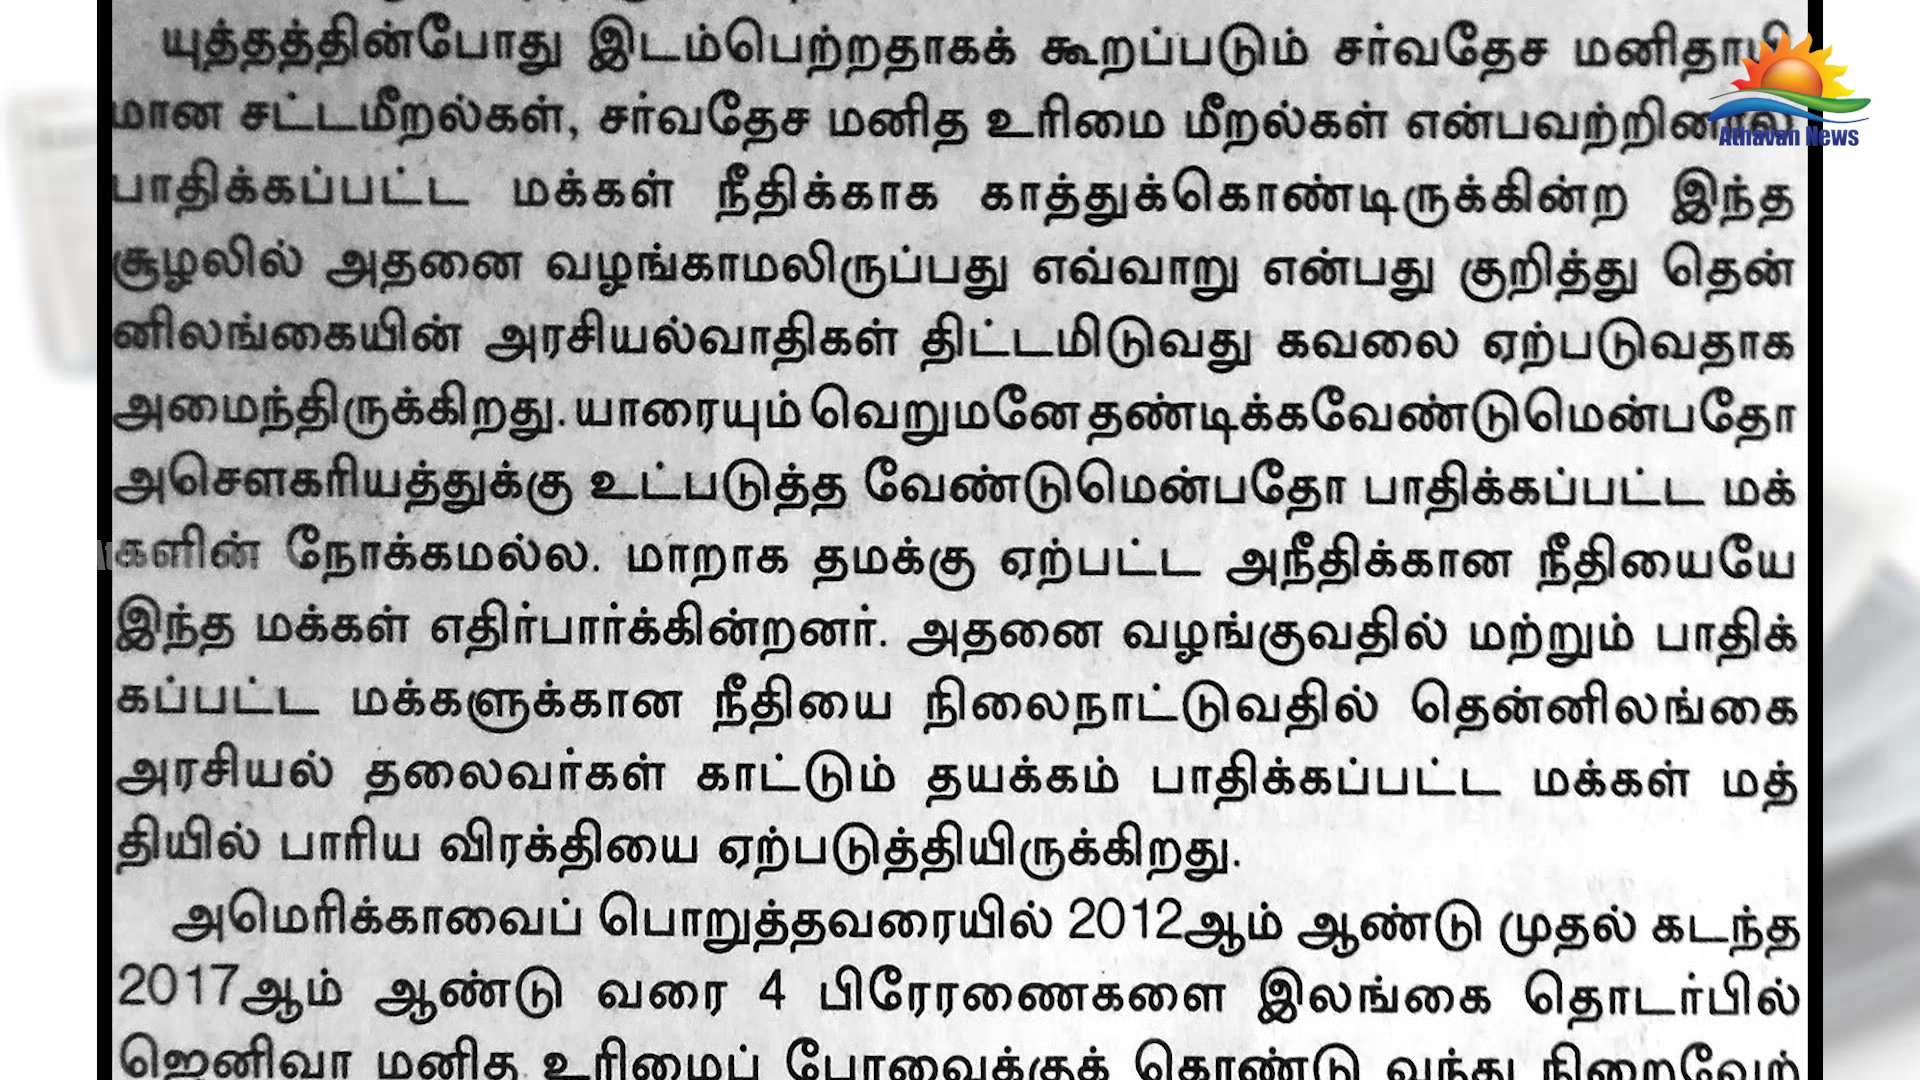 யுத்தத்தின்போது இடம்பெற்றதாகக் கூறப்படும் சர்வதேச மனிதாபி
மான சட்டமீறல்கள், சர்வதேச மனித உரிமை மீறல்கள் என்பவற்றினால்
பாதிக்கப்பட்ட மக்கள் நீதிக்காக காத்துக்கொண்டிருக்கின்ற இந்த
சூழலில் அதனை வழங்காமலிருப்பது எவ்வாறு என்பது குறித்து தென்
னிலங்கையின் அரசியல்வாதிகள் திட்டமிடுவது கவலை ஏற்படுவதாக
அமைந்திருக்கிறது. யாரையும் வெறுமனே தண்டிக்கவேண்டுமென்பதோ
அசௌகரியத்துக்கு உட்படுத்த வேண்டுமென்பதோ பாதிக்கப்பட்ட மக்
களின் நோக்கமல்ல. மாறாக தமக்கு ஏற்பட்ட அநீதிக்கான நீதியையே
இந்த மக்கள் எதிர்பார்க்கின்றனர். அதனை வழங்குவதில் மற்றும் பாதிக்
கப்பட்ட மக்களுக்கான நீதியை நிலைநாட்டுவதில் தென்னிலங்கை
அரசியல் தலைவர்கள் காட்டும் தயக்கம் பாதிக்கப்பட்ட மக்கள் மத்
தியில் பாரிய விரக்தியை ஏற்படுத்தியிருக்கிறது.
அமெரிக்காவைப் பொறுத்தவரையில் 2012ஆம் ஆண்டு முதல் கடந்த
2017ஆம் ஆண்டு வரை 4 பிரேரணைகளை இலங்கை தொடர்பில்
ஜெனிவா மனித உரிமைப் பேரவைக்குக் கொண்டு வந்து நிறைவேற்
Athavan News